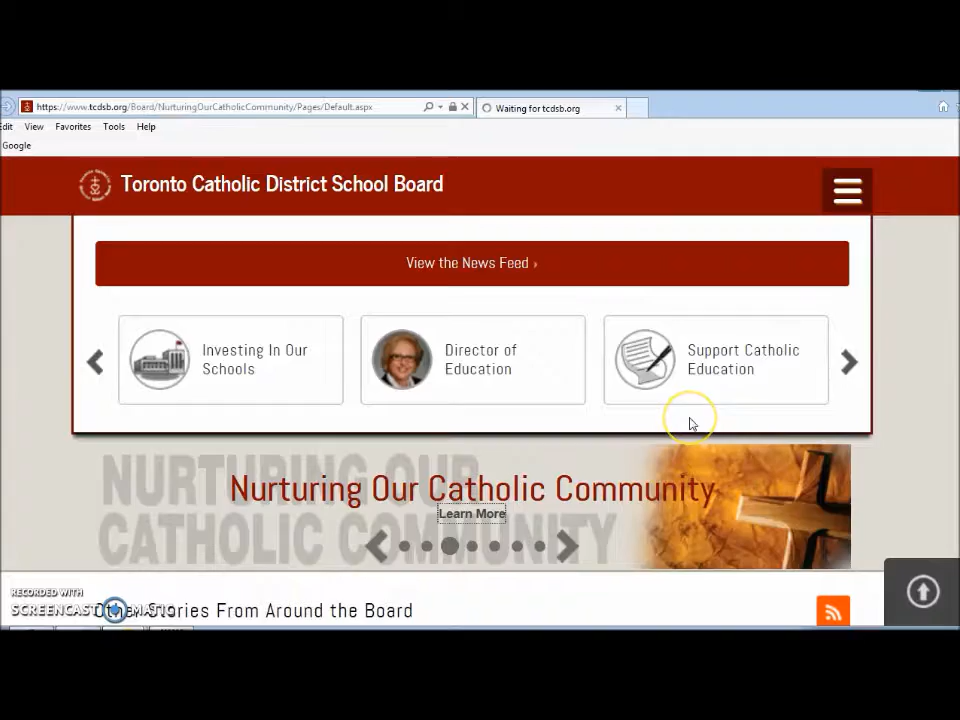 https://www.tcdsb.org/Board/NurturingOurCatholicCommunity/Pages/Default.aspx
Waiting for tcdsb.org
Edit View Favorites Tools Help
Google
Toronto Catholic District School Board
View the News Feed ›
Investing In Our
Schools
Director of
Education
Support Catholic
Education
NURTURING OUR
CATHOLIC COMMUNITY
Nurturing Our Catholic Community
Learn More
RECORDED WITH
SCREENCAST MATIC
Other Stories From Around the Board